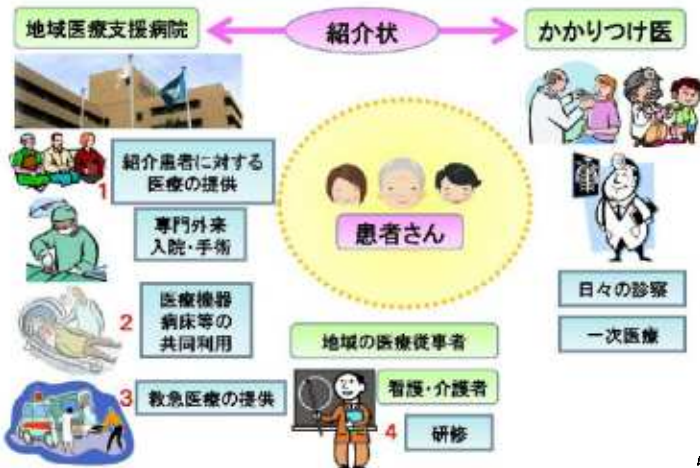 地域医療支援病院
紹介状
かかりつけ医
1
紹介患者に対する
医療の提供
専門外来
入院・手術
2
医療機器
病床等の
共同利用
3
救急医療の提供
患者さん
地域の医療従事者
看護・介護者
4
研修
日々の診察
一次医療